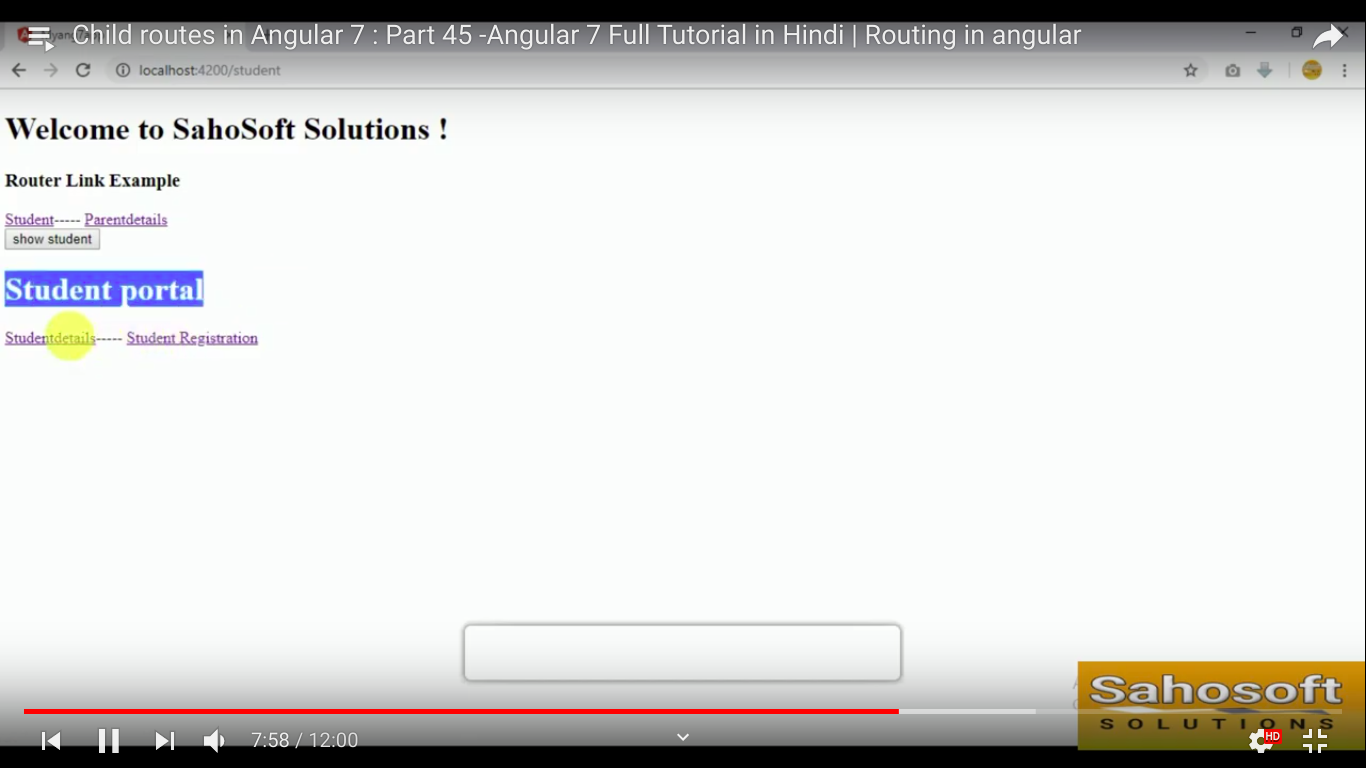 Child routes in Angular 7 : Part 45 -Angular 7 Full Tutorial in Hindi | Routing in angular
localhost:4200/student
Welcome to SahoSoft Solutions !
Router Link Example
Student----- Parentdetails
show student
Student portal
Studentdetails----- Student Registration
Sahosoft
SOLUTIONS
7:58 / 12:00
HD